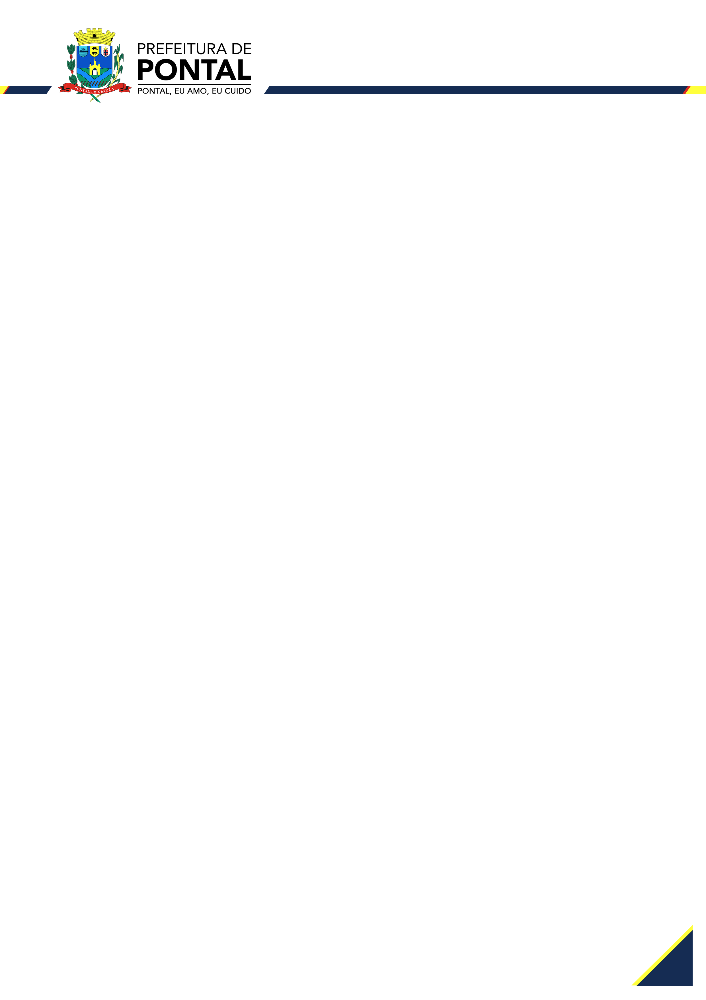 PREFEITURA DE
PONTAL
PONTAL, EU AMO, EU CUIDO
PONTAL EX NATURA